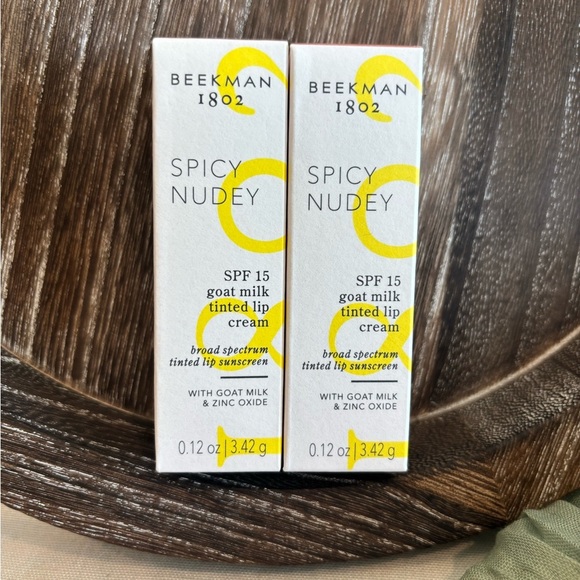 BEEKMAN
1802
SPICY
NUDEY
SPF 15
goat milk
tinted lip
cream
broad spectrum
tinted lip sunscreen
WITH GOAT MILK
& ZINC OXIDE
0.12 oz | 3.42 g
BEEKMAN
1802
SPICY
NUDEY
SPF 15
goat milk
tinted lip
cream
broad spectrum
tinted lip sunscreen
WITH GOAT MILK
& ZINC OXIDE
0.12 oz | 3.42 g